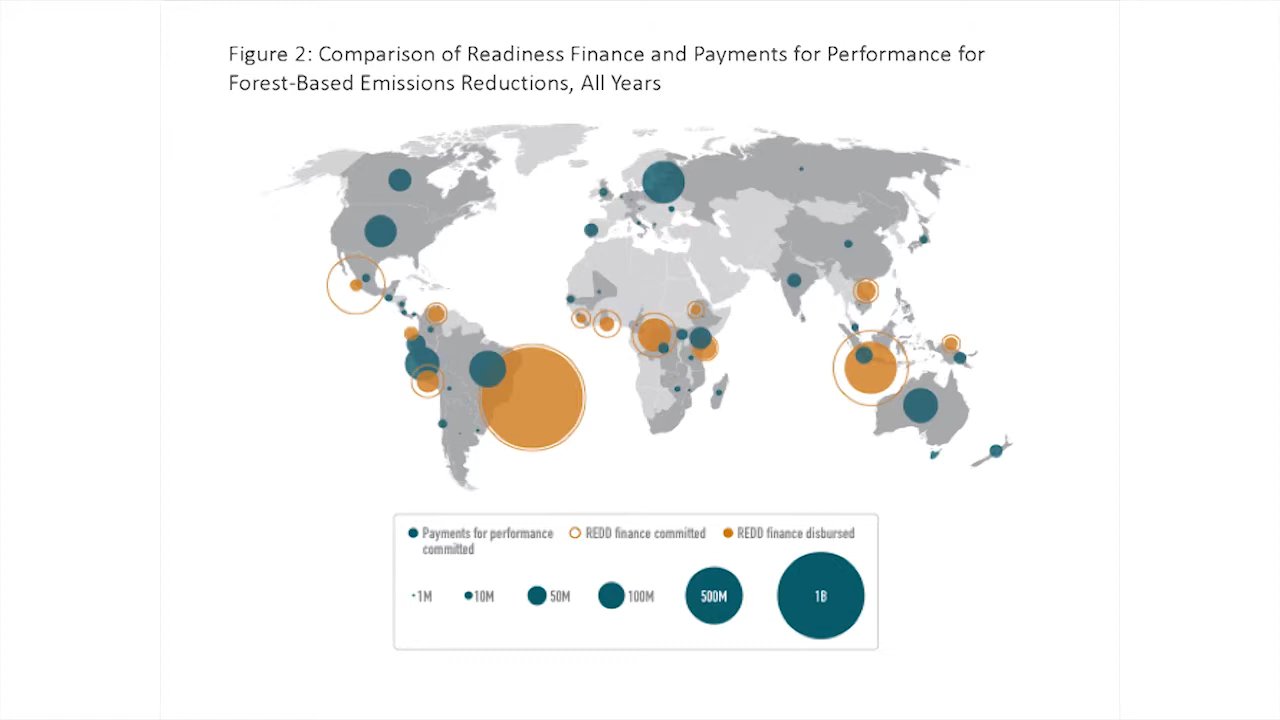 Figure 2: Comparison of Readiness Finance and Payments for Performance for
Forest-Based Emissions Reductions, All Years
Payments for performance committed
REDD finance committed
REDD finance disbursed
1M
10M
50M
100M
500M
1B